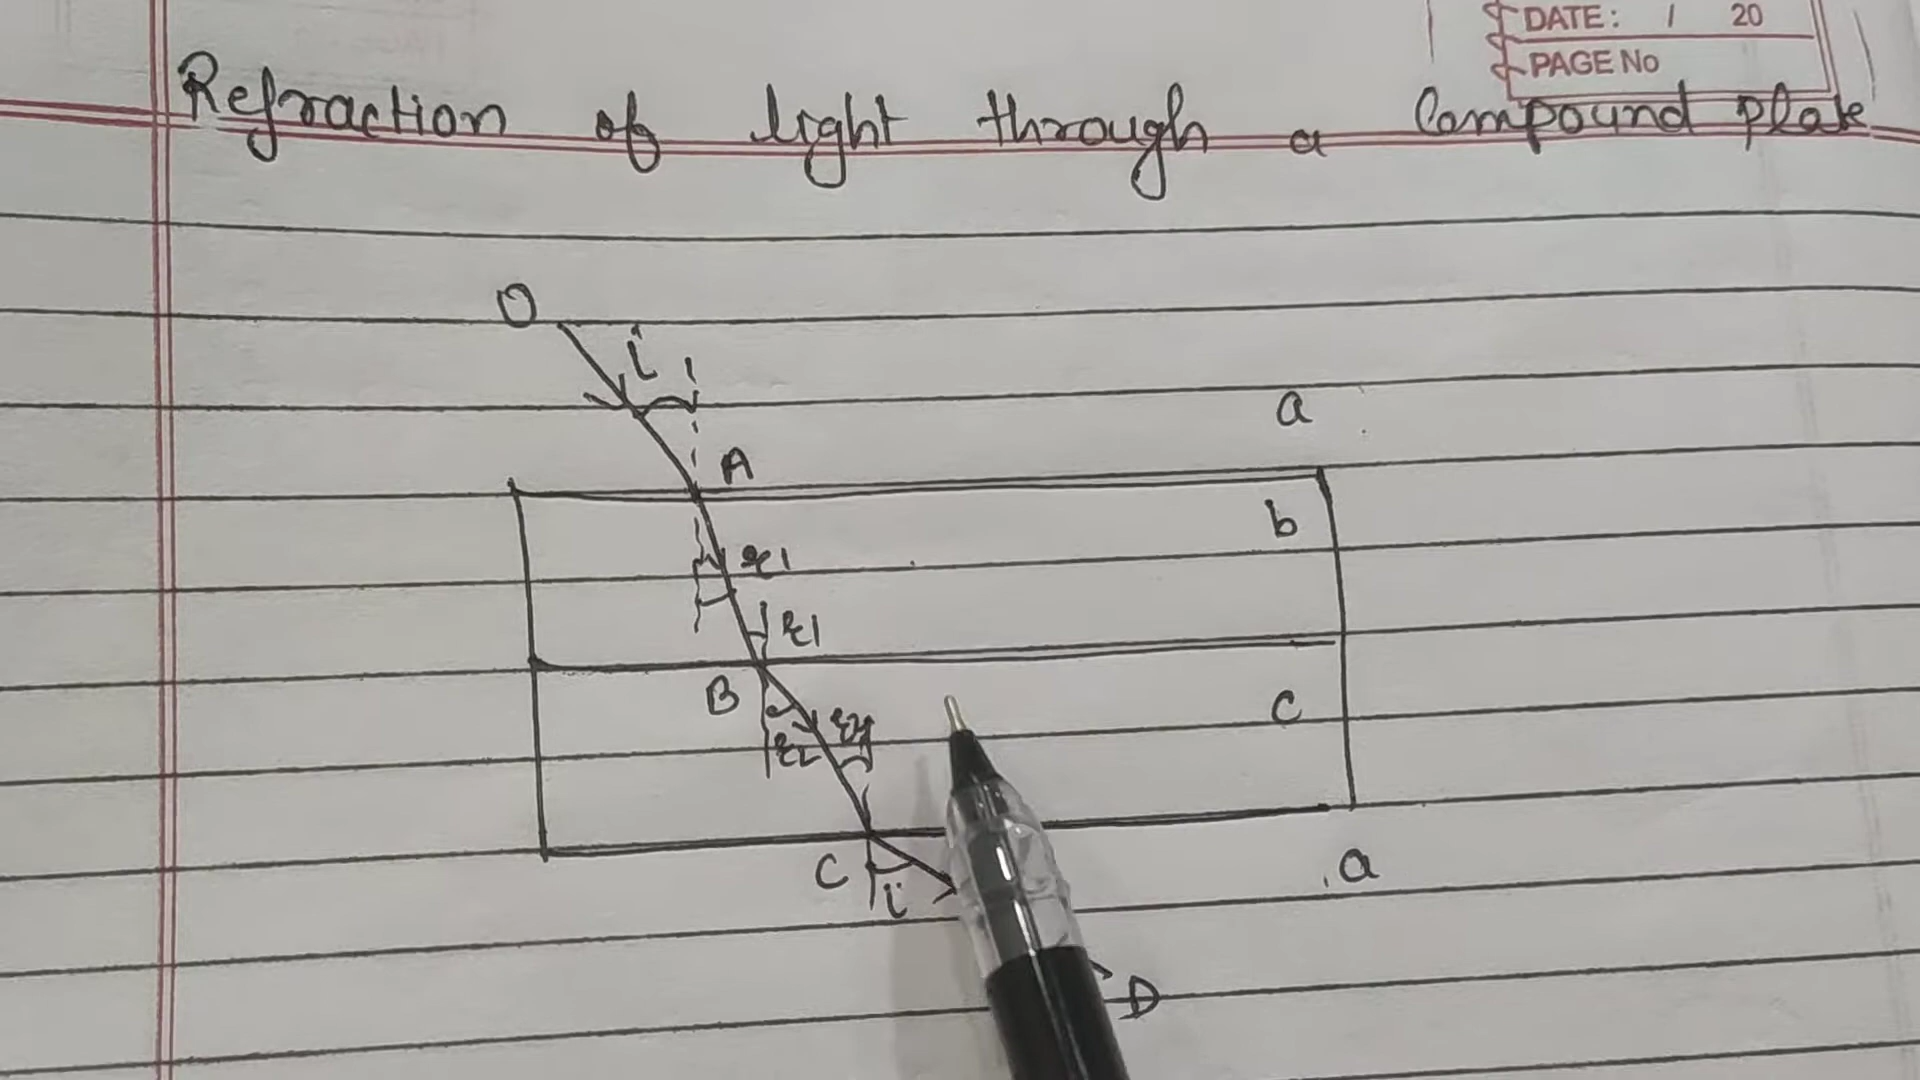 DATE: / 20
PAGE No
Refraction of light through a Compound plate
O
i
a
A
b
r1
r1
B
c
r2
r2
C
i
a
D